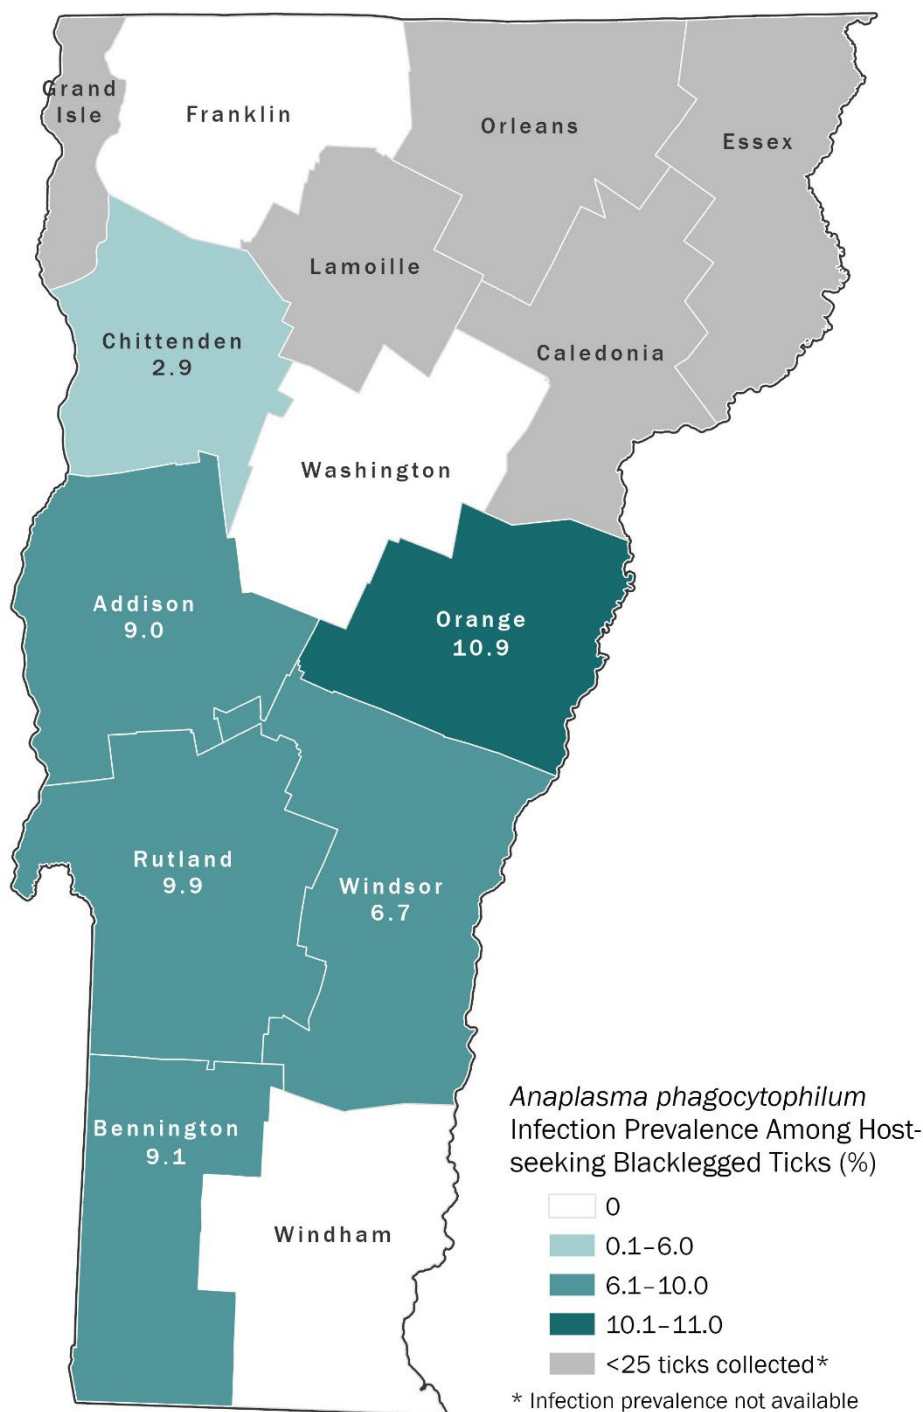 Grand
Isle
Franklin
Orleans
Essex
Lamoille
Chittenden
2.9
Caledonia
Washington
Addison
9.0
Orange
10.9
Rutland
9.9
Windsor
6.7
Bennington
9.1
Windham
Anaplasma phagocytophilum
Infection Prevalence Among Host-
seeking Blacklegged Ticks (%)
0
0.1–6.0
6.1–10.0
10.1–11.0
<25 ticks collected*
* Infection prevalence not available